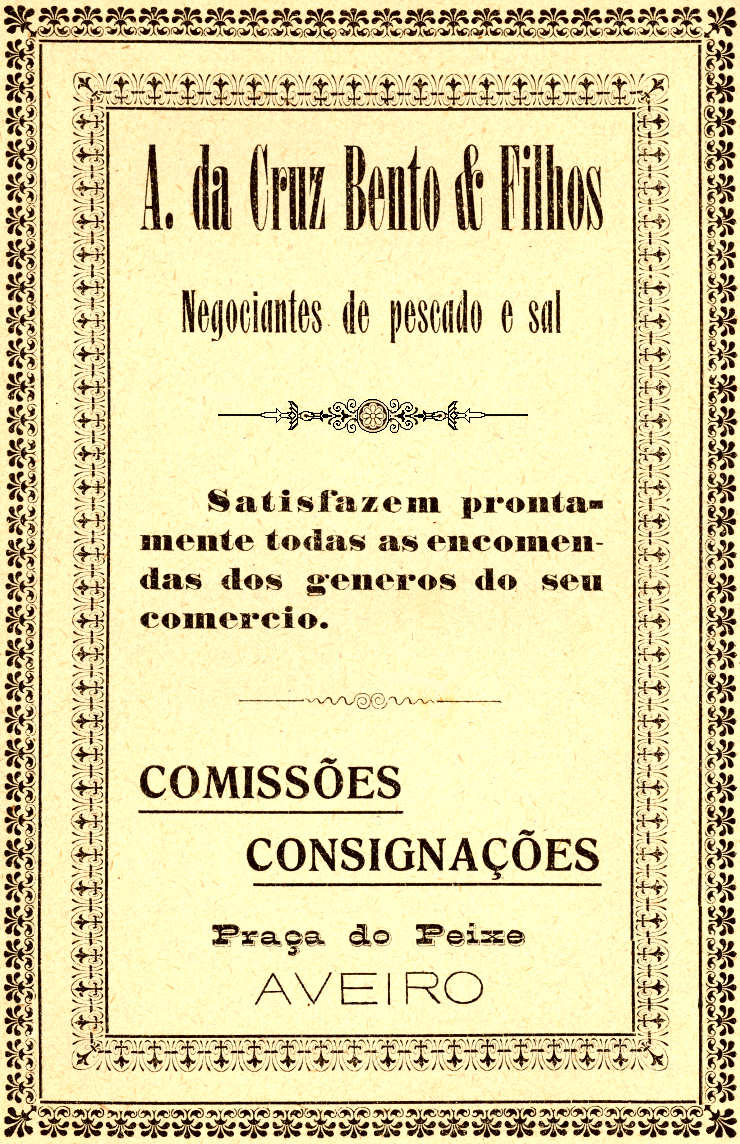 A. da Cruz Bento & Filhos
Negociantes de pescado e sal
Satisfazem pronta-
mente todas as encomen-
das dos generos do seu
comercio.
COMISSÕES
CONSIGNAÇÕES
Praça do Peixe
AVEIRO